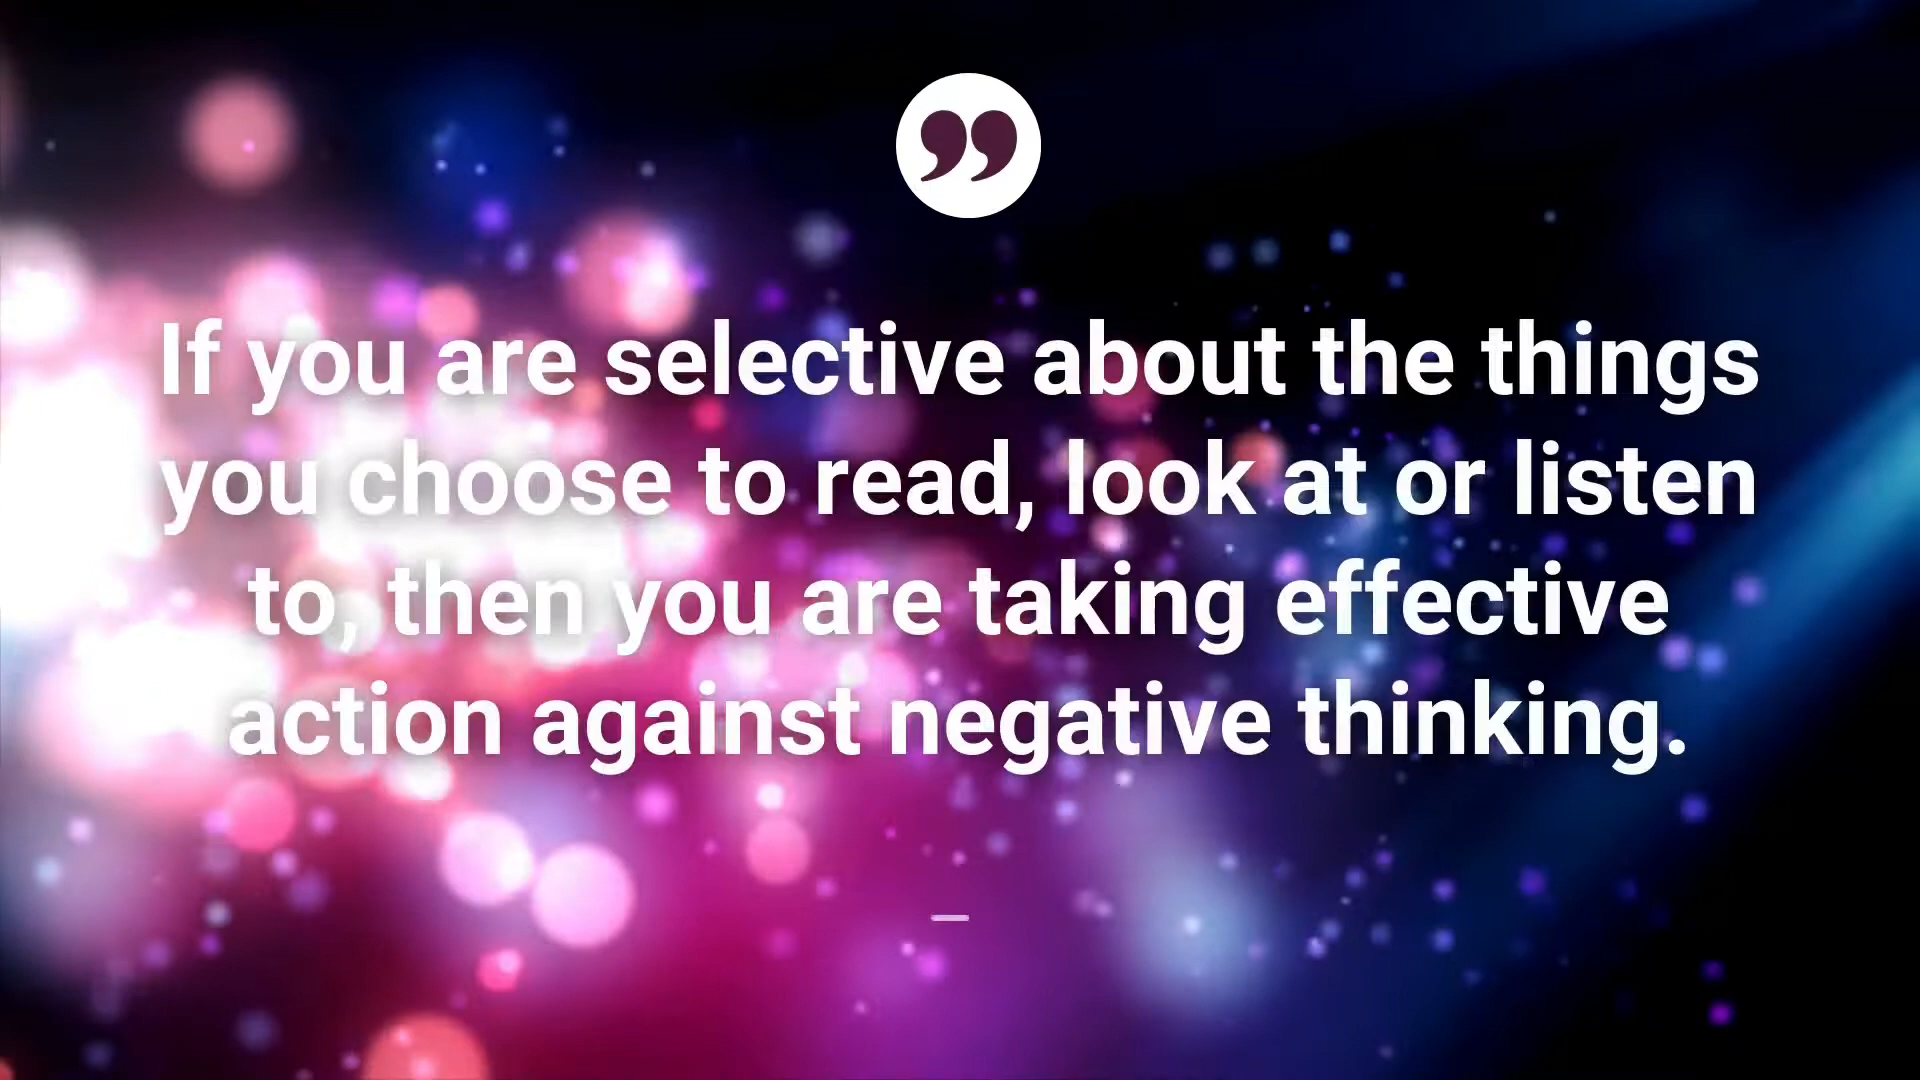 ”
If you are selective about the things
you choose to read, look at or listen
to, then you are taking effective
action against negative thinking.
—